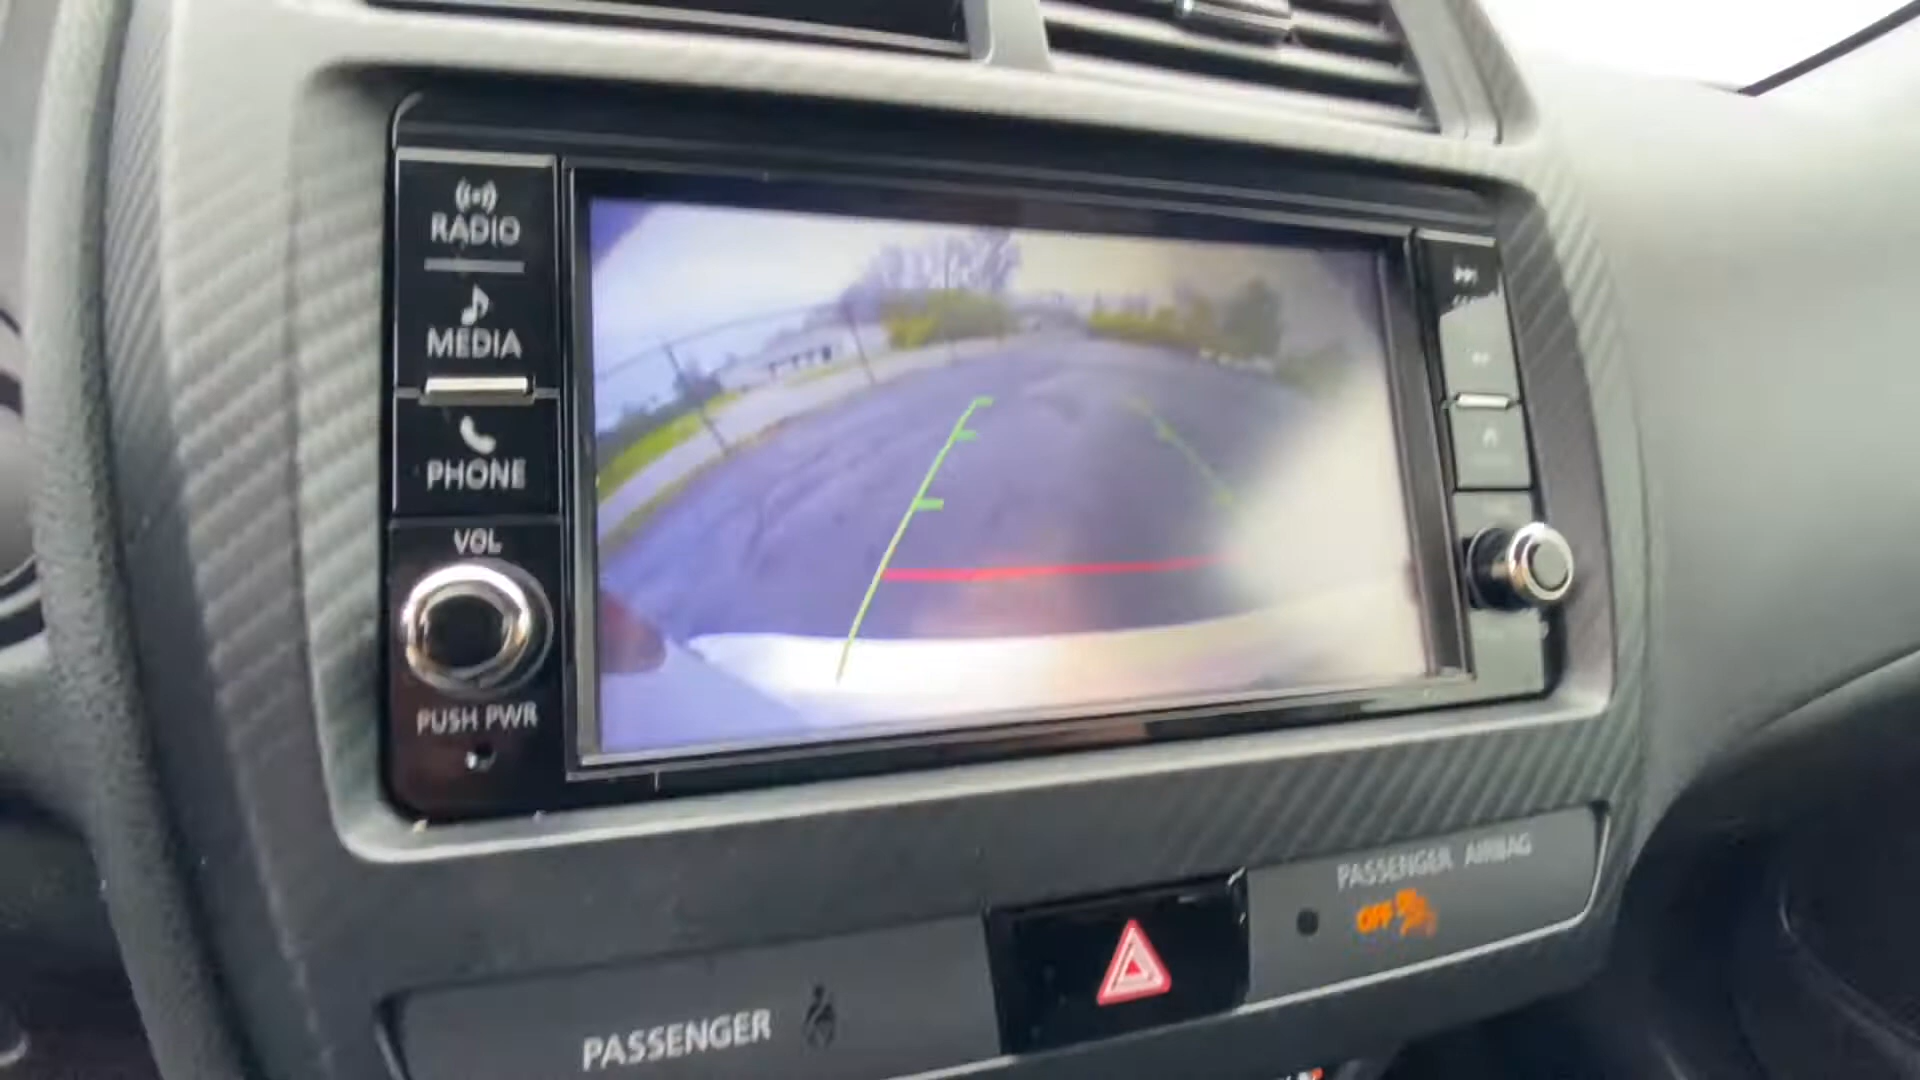 RADIO
MEDIA
PHONE
VOL
PUSH PWR
PASSENGER AIRBAG
OFF
PASSENGER